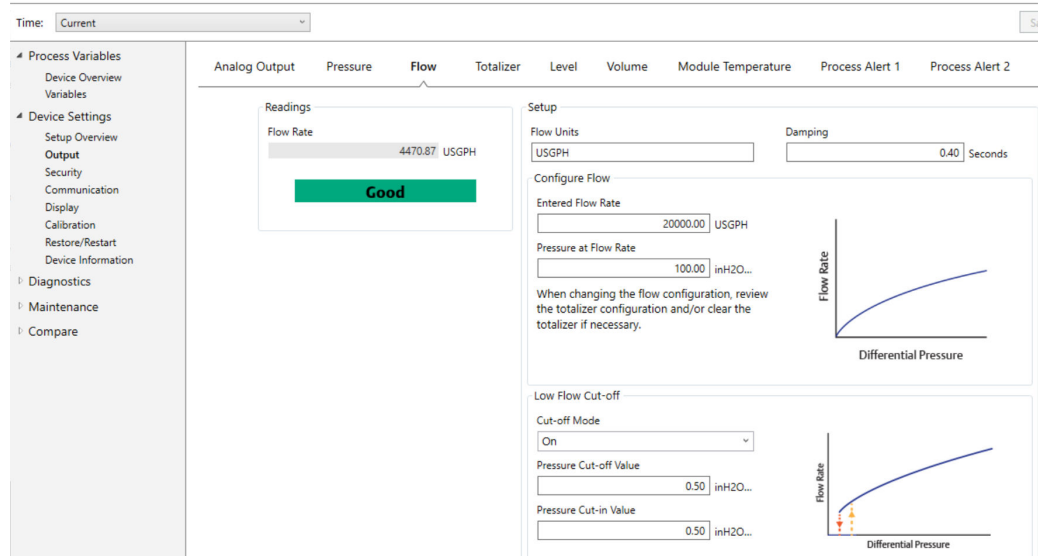 Time: Current
Process Variables
Device Overview
Variables
Device Settings
Setup Overview
Output
Security
Communication
Display
Calibration
Restore/Restart
Device Information
Diagnostics
Maintenance
Compare
Analog Output Pressure Flow Totalizer Level Volume Module Temperature Process Alert 1 Process Alert 2
Readings
Flow Rate
4470.87 USGPH
Good
Setup
Flow Units
USGPH
Damping
0.40 Seconds
Configure Flow
Entered Flow Rate
20000.00 USGPH
Pressure at Flow Rate
100.00 inH2O...
When changing the flow configuration, review
the totalizer configuration and/or clear the
totalizer if necessary.
Flow Rate
Differential Pressure
Low Flow Cut-off
Cut-off Mode
On
Pressure Cut-off Value
0.50 inH2O...
Pressure Cut-in Value
0.50 inH2O...
Flow Rate
Differential Pressure